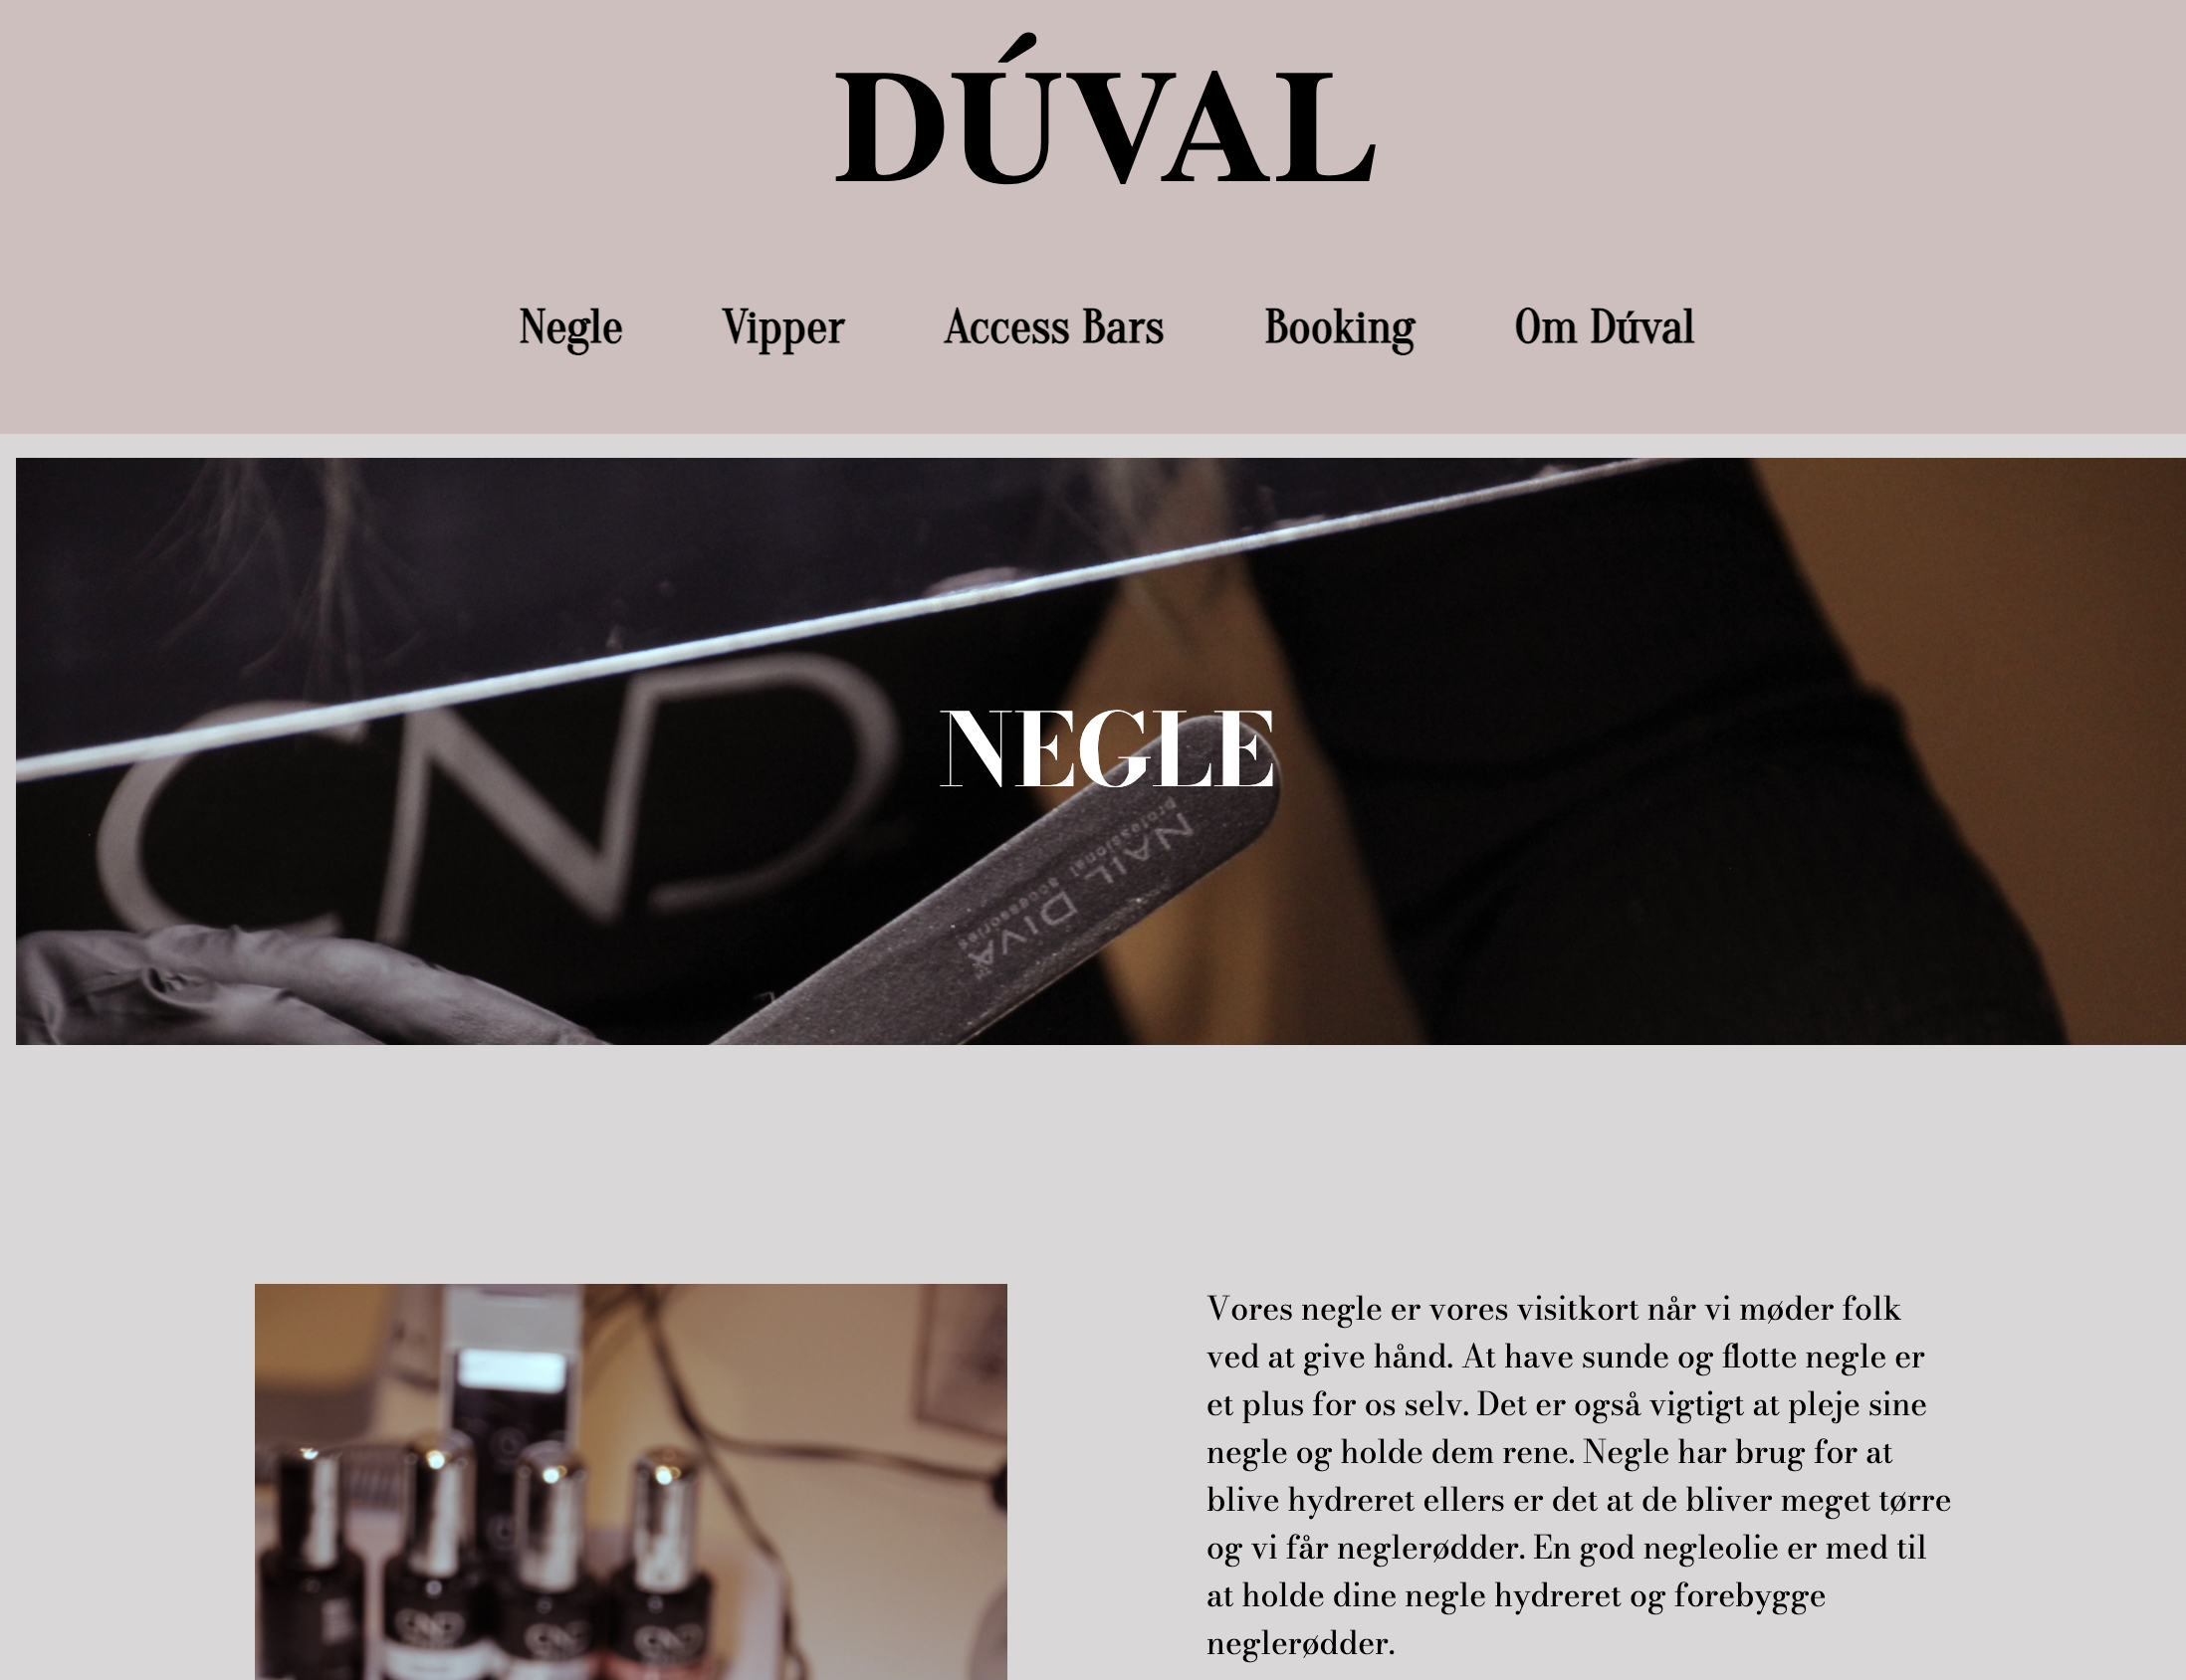 DÚVAL
Negle Vipper Access Bars Booking Om Dúval
CND
NEGLE
NAIL DIVA
professional accessories
Vores negle er vores visitkort når vi møder folk
ved at give hånd. At have sunde og flotte negle er
et plus for os selv. Det er også vigtigt at pleje sine
negle og holde dem rene. Negle har brug for at
blive hydreret ellers er det at de bliver meget tørre
og vi får neglerødder. En god negleolie er med til
at holde dine negle hydreret og forebygge
neglerødder.
CND
CND
CND